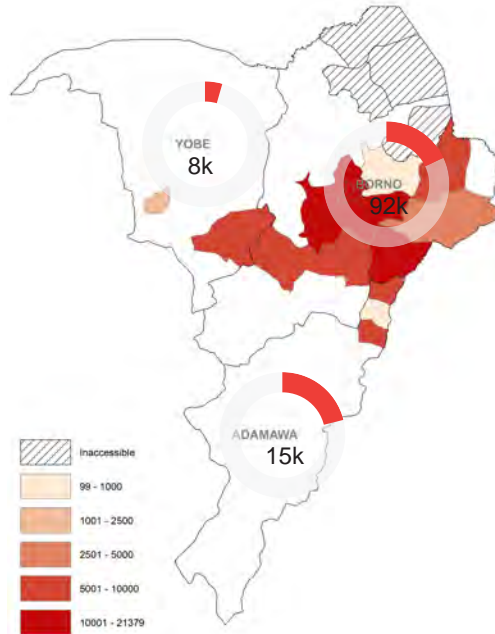 YOBE
8k
BORNO
92k
ADAMAWA
15k
Inaccessible
99 - 1000
1001 - 2500
2501 - 5000
5001 - 10000
10001 - 21379